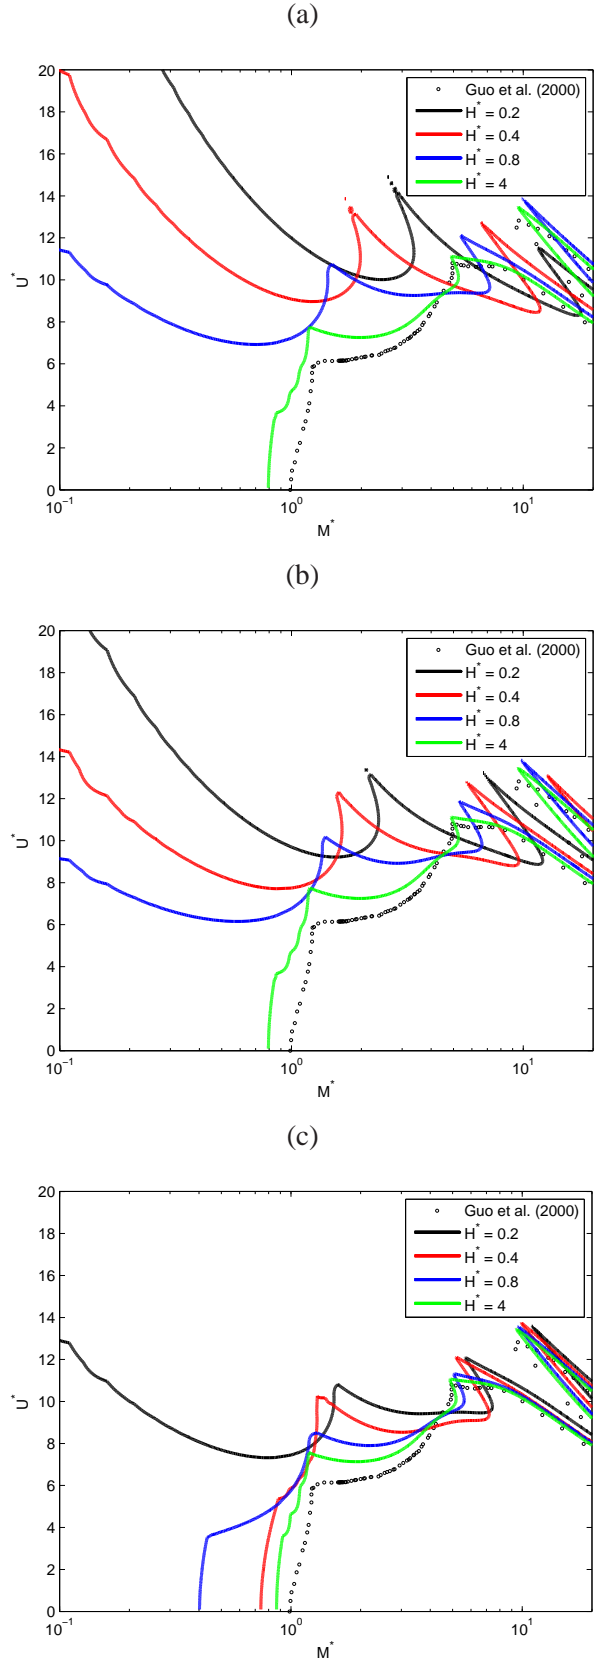 (a)
20
18
16
14
12
10
8
6
4
2
0
U*
10⁻¹
10⁰
10¹
M*
Guo et al. (2000)
H* = 0.2
H* = 0.4
H* = 0.8
H* = 4
(b)
20
18
16
14
12
10
8
6
4
2
0
U*
10⁻¹
10⁰
10¹
M*
Guo et al. (2000)
H* = 0.2
H* = 0.4
H* = 0.8
H* = 4
(c)
20
18
16
14
12
10
8
6
4
2
0
U*
10⁻¹
10⁰
10¹
M*
Guo et al. (2000)
H* = 0.2
H* = 0.4
H* = 0.8
H* = 4